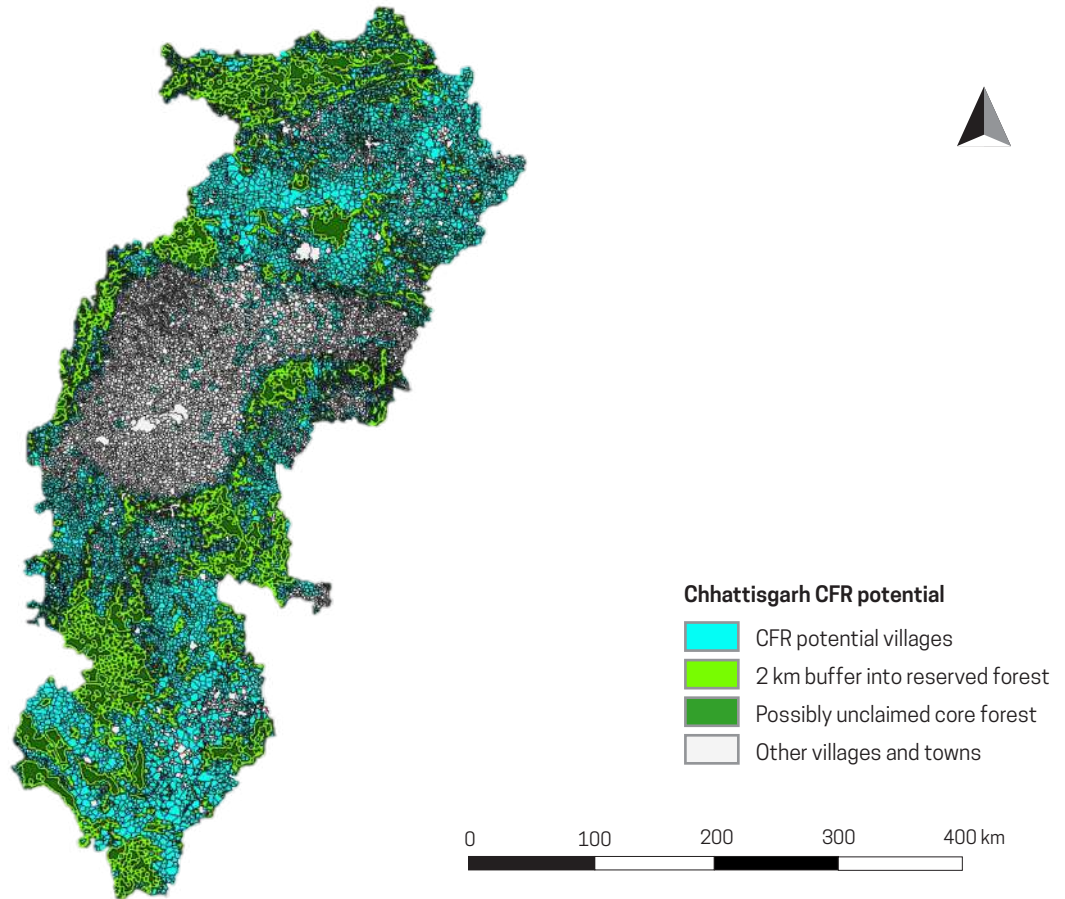 Chhattisgarh CFR potential
CFR potential villages
2 km buffer into reserved forest
Possibly unclaimed core forest
Other villages and towns
0 100 200 300 400 km